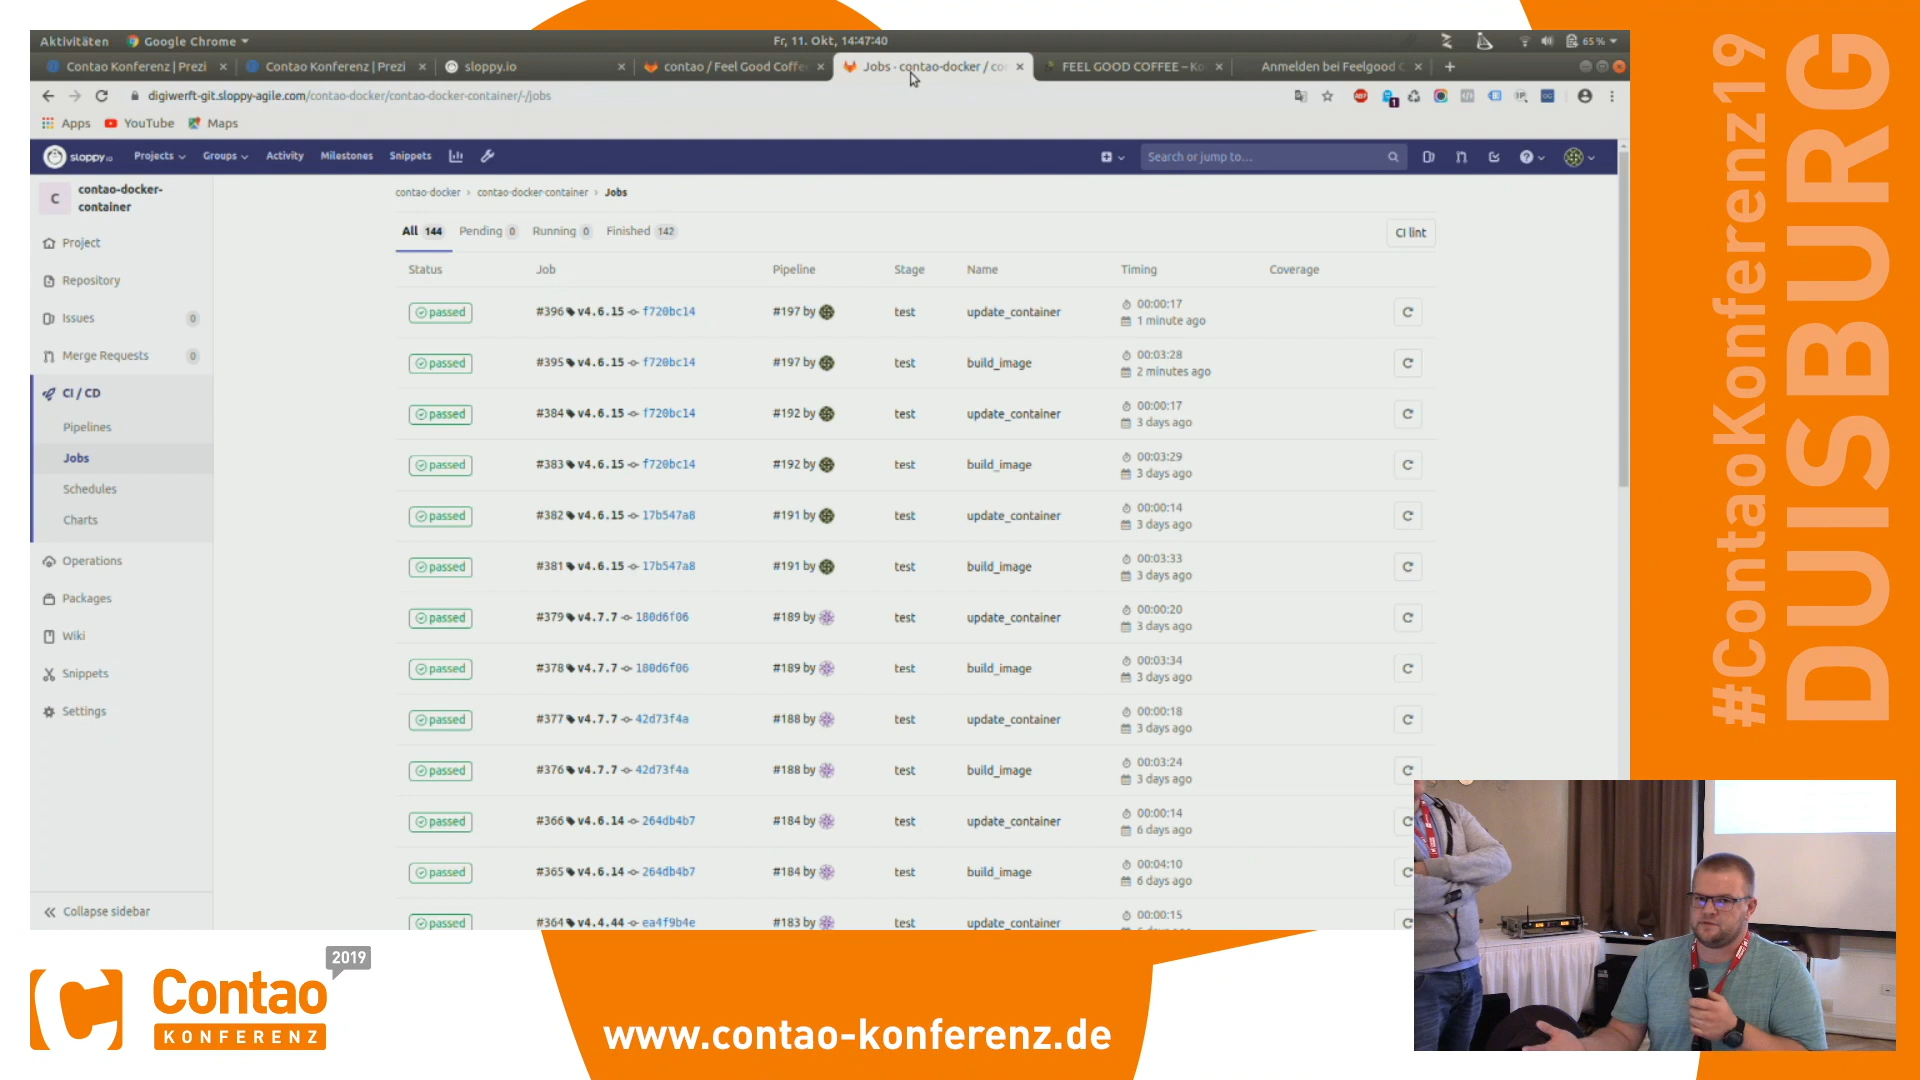 Aktivitäten
Google Chrome
Fr, 11. Okt, 14:47:40
65 %
Contao Konferenz | Prezi
Contao Konferenz | Prezi
sloppy.io
contao / Feel Good Coffe
Jobs · contao-docker / co
FEEL GOOD COFFEE – Ko
Anmelden bei Feelgood C
digiwerft-git.sloppy-agile.com/contao-docker/contao-docker-container/-/jobs
ABP
1
Apps
YouTube
Maps
sloppy.io
Projects
Groups
Activity
Milestones
Snippets
Search or jump to...
C
contao-docker-container
Project
Repository
Issues 0
Merge Requests 0
CI / CD
Pipelines
Jobs
Schedules
Charts
Operations
Packages
Wiki
Snippets
Settings
Collapse sidebar
contao-docker › contao-docker-container › Jobs
All 144
Pending 0
Running 0
Finished 142
CI lint
Status Job Pipeline Stage Name Timing Coverage
passed #396 v4.6.15 f720bc14 #197 by test update_container 00:00:17
1 minute ago
passed #395 v4.6.15 f720bc14 #197 by test build_image 00:03:28
2 minutes ago
passed #384 v4.6.15 f720bc14 #192 by test update_container 00:00:17
3 days ago
passed #383 v4.6.15 f720bc14 #192 by test build_image 00:03:29
3 days ago
passed #382 v4.6.15 17b547a8 #191 by test update_container 00:00:14
3 days ago
passed #381 v4.6.15 17b547a8 #191 by test build_image 00:03:33
3 days ago
passed #379 v4.7.7 180d6f06 #189 by test update_container 00:00:20
3 days ago
passed #378 v4.7.7 180d6f06 #189 by test build_image 00:03:34
3 days ago
passed #377 v4.7.7 42d73f4a #188 by test update_container 00:00:18
3 days ago
passed #376 v4.7.7 42d73f4a #188 by test build_image 00:03:24
3 days ago
passed #366 v4.6.14 264db4b7 #184 by test update_container 00:00:14
6 days ago
passed #365 v4.6.14 264db4b7 #184 by test build_image 00:04:10
6 days ago
passed #364 v4.4.44 ea4f9b4e #183 by test update_container 00:00:15
#ContaoKonferenz19
DUISBURG
2019
Contao
KONFERENZ
www.contao-konferenz.de